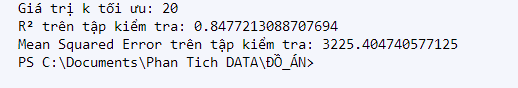 Giá trị k tối ưu: 20
R² trên tập kiểm tra: 0.8477213088707694
Mean Squared Error trên tập kiểm tra: 3225.404740577125
PS C:\Documents\Phan Tich DATA\ĐỒ_ÁN>